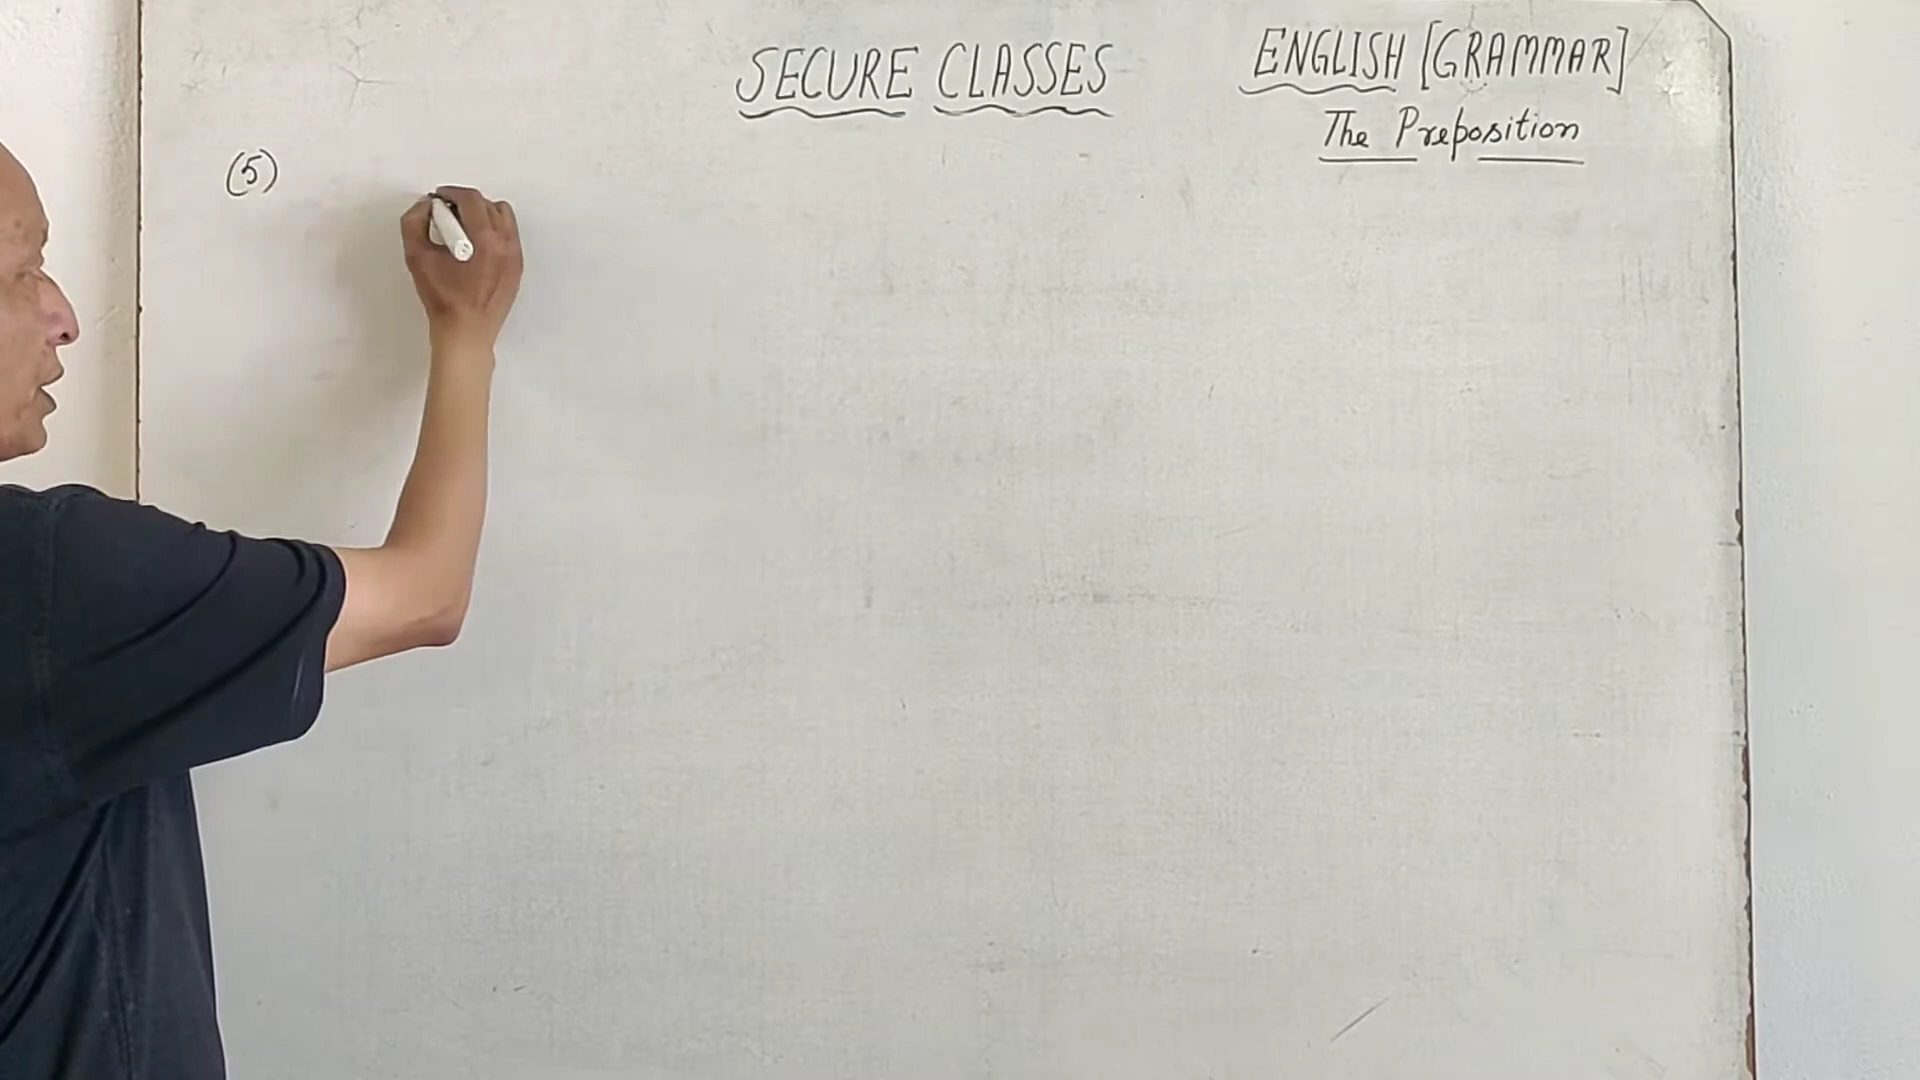 SECURE CLASSES
ENGLISH [GRAMMAR]
The Preposition
(5)